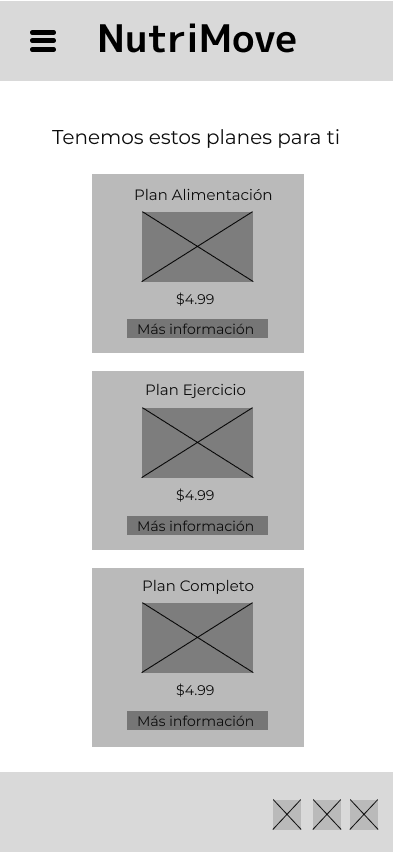 NutriMove
Tenemos estos planes para ti
Plan Alimentación
$4.99
Más información
Plan Ejercicio
$4.99
Más información
Plan Completo
$4.99
Más información